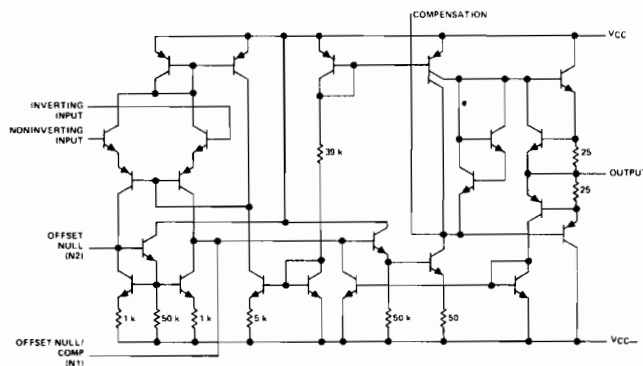 COMPENSATION
VCC
INVERTING
INPUT
NONINVERTING
INPUT
39 k
25
OUTPUT
25
OFFSET
NULL
(N2)
1 k
50 k
1 k
5 k
50 k
50
OFFSET NULL/
COMP
(N1)
VCC–